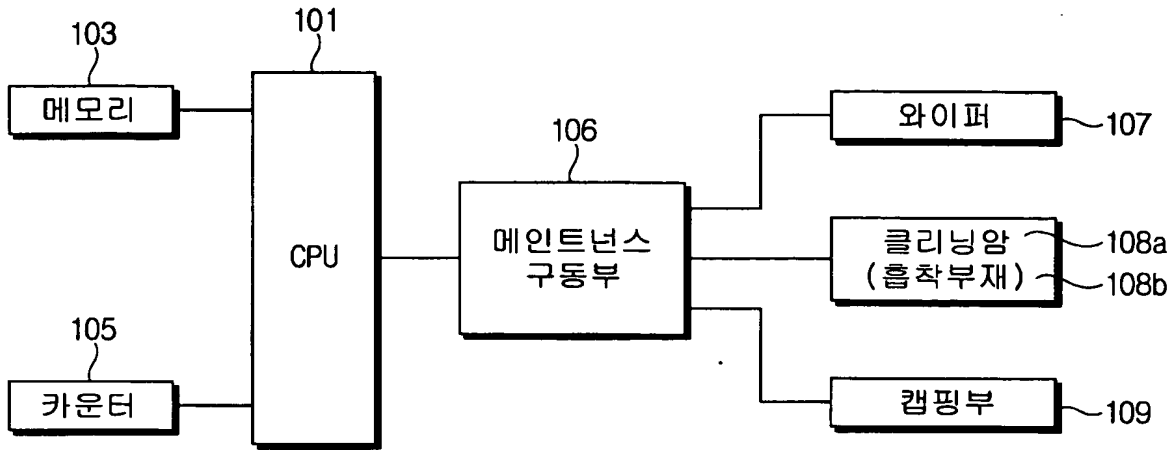 103
101
메모리
와이퍼
107
106
CPU
메인트넌스
구동부
클리닝암
108a
(흡착부재)
108b
105
카운터
캡핑부
109